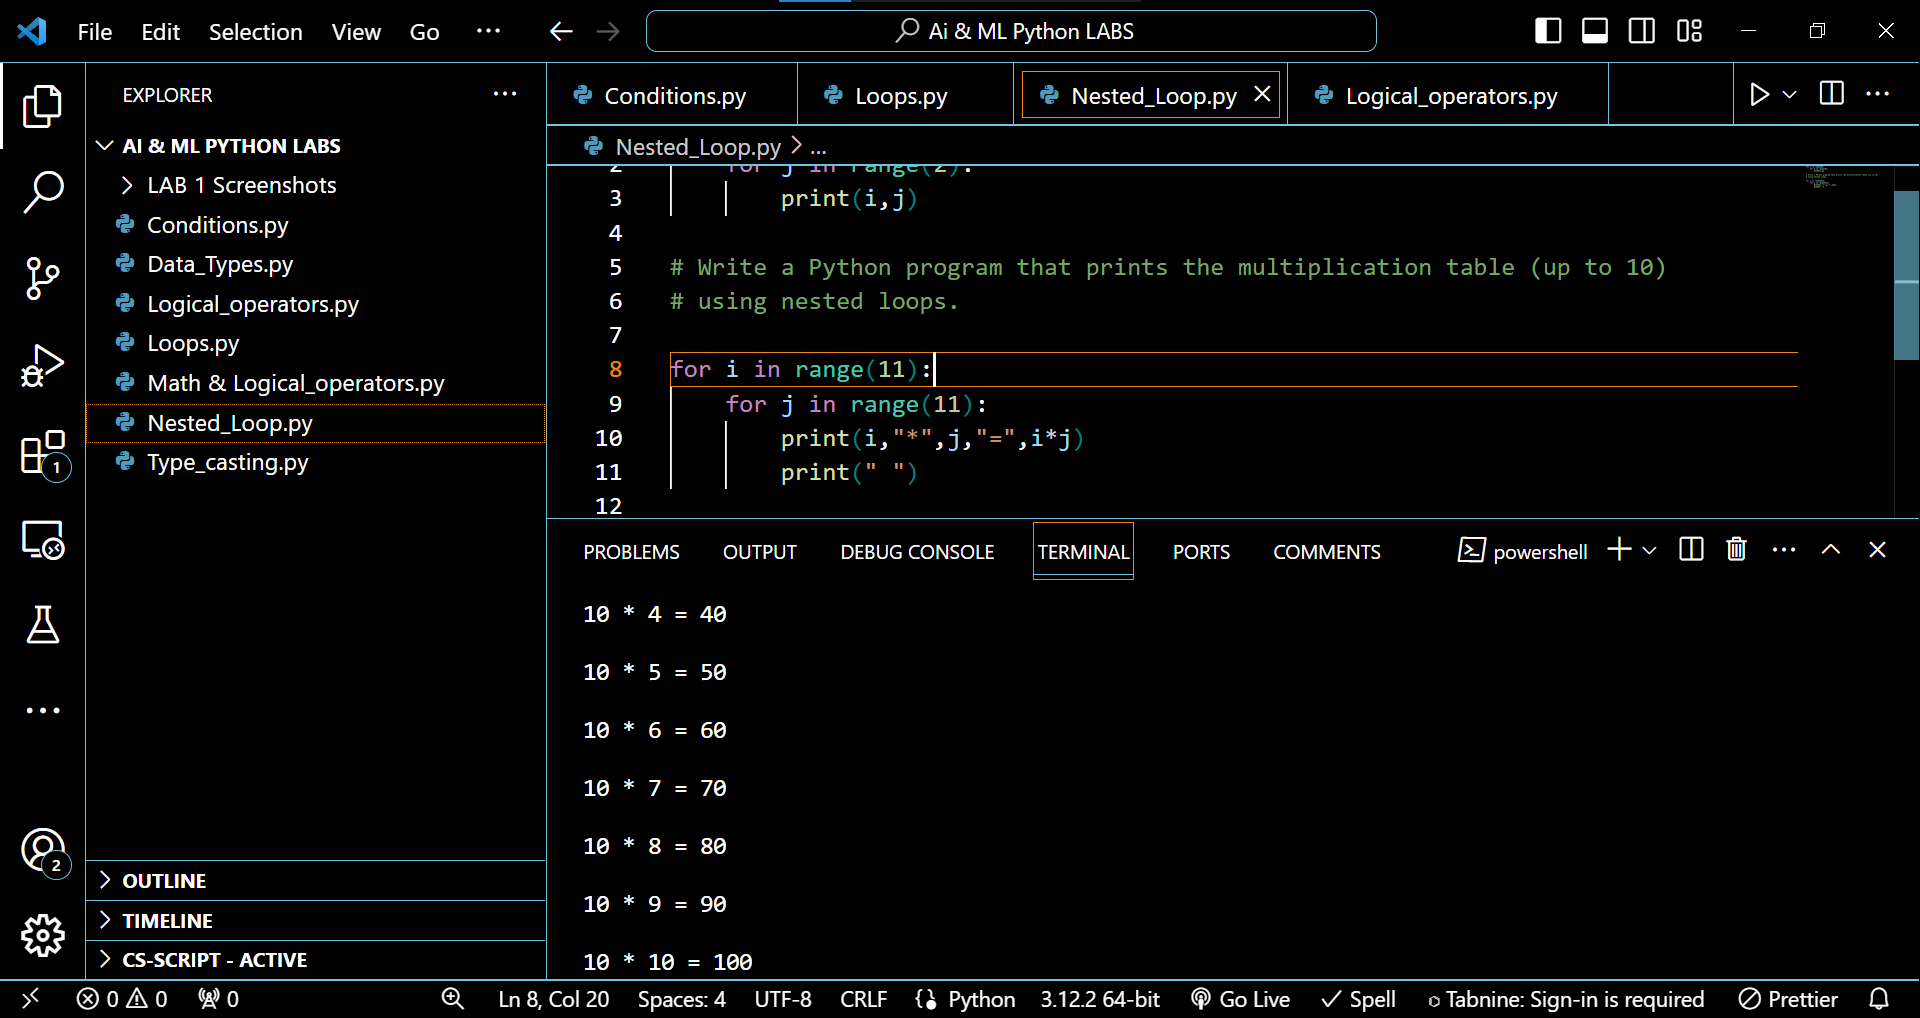 File Edit Selection View Go ···
Ai & ML Python LABS
EXPLORER
AI & ML PYTHON LABS
LAB 1 Screenshots
Conditions.py
Data_Types.py
Logical_operators.py
Loops.py
Math & Logical_operators.py
Nested_Loop.py
Type_casting.py
1
2
OUTLINE
TIMELINE
CS-SCRIPT - ACTIVE
Conditions.py Loops.py Nested_Loop.py Logical_operators.py
Nested_Loop.py > ...
2 for j in range(2):
3 print(i,j)
4
5 # Write a Python program that prints the multiplication table (up to 10)
6 # using nested loops.
7
8 for i in range(11):
9 for j in range(11):
10 print(i,"*",j,"=",i*j)
11 print(" ")
12
PROBLEMS OUTPUT DEBUG CONSOLE TERMINAL PORTS COMMENTS powershell
10 * 4 = 40
10 * 5 = 50
10 * 6 = 60
10 * 7 = 70
10 * 8 = 80
10 * 9 = 90
10 * 10 = 100
0 0 0 Ln 8, Col 20 Spaces: 4 UTF-8 CRLF Python 3.12.2 64-bit Go Live Spell Tabnine: Sign-in is required Prettier